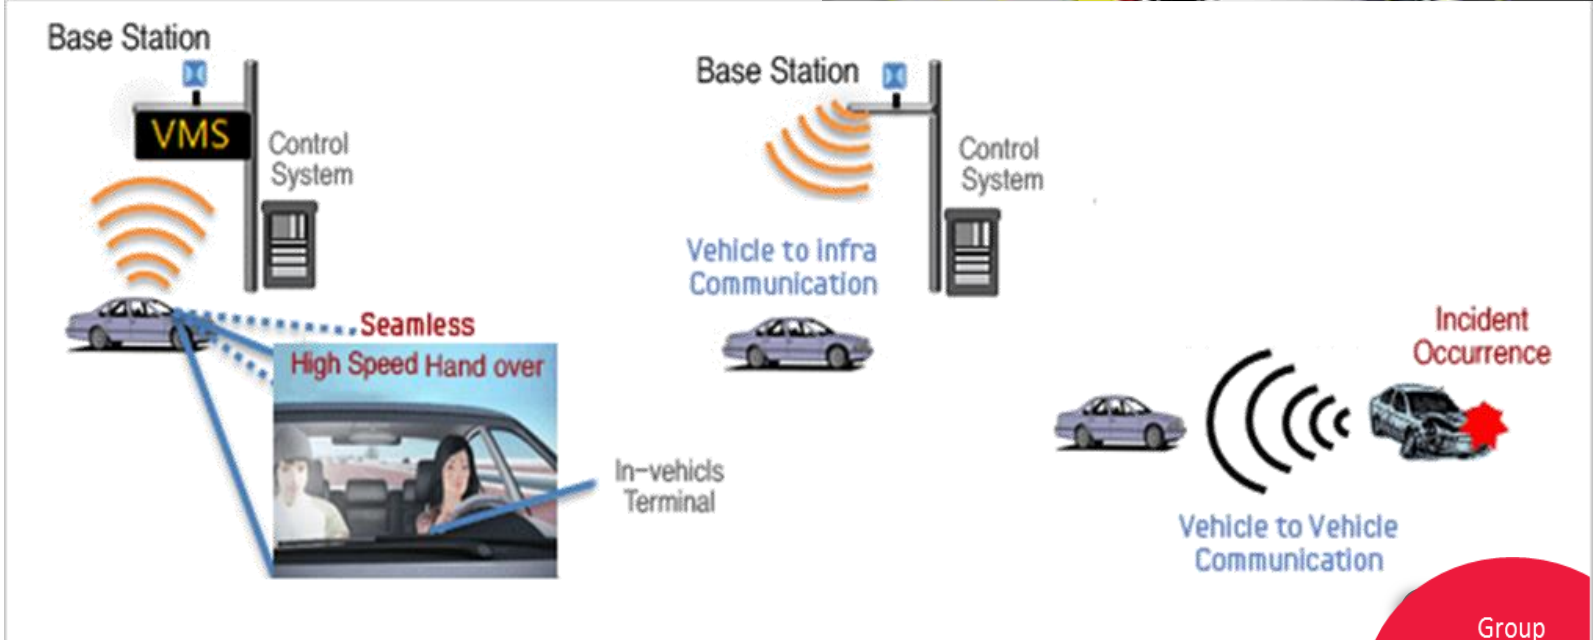 Base Station
VMS
Control
System
Seamless
High Speed Hand over
In-vehicls
Terminal
Base Station
Control
System
Vehicle to infra
Communication
Incident
Occurrence
Vehicle to Vehicle
Communication
Group